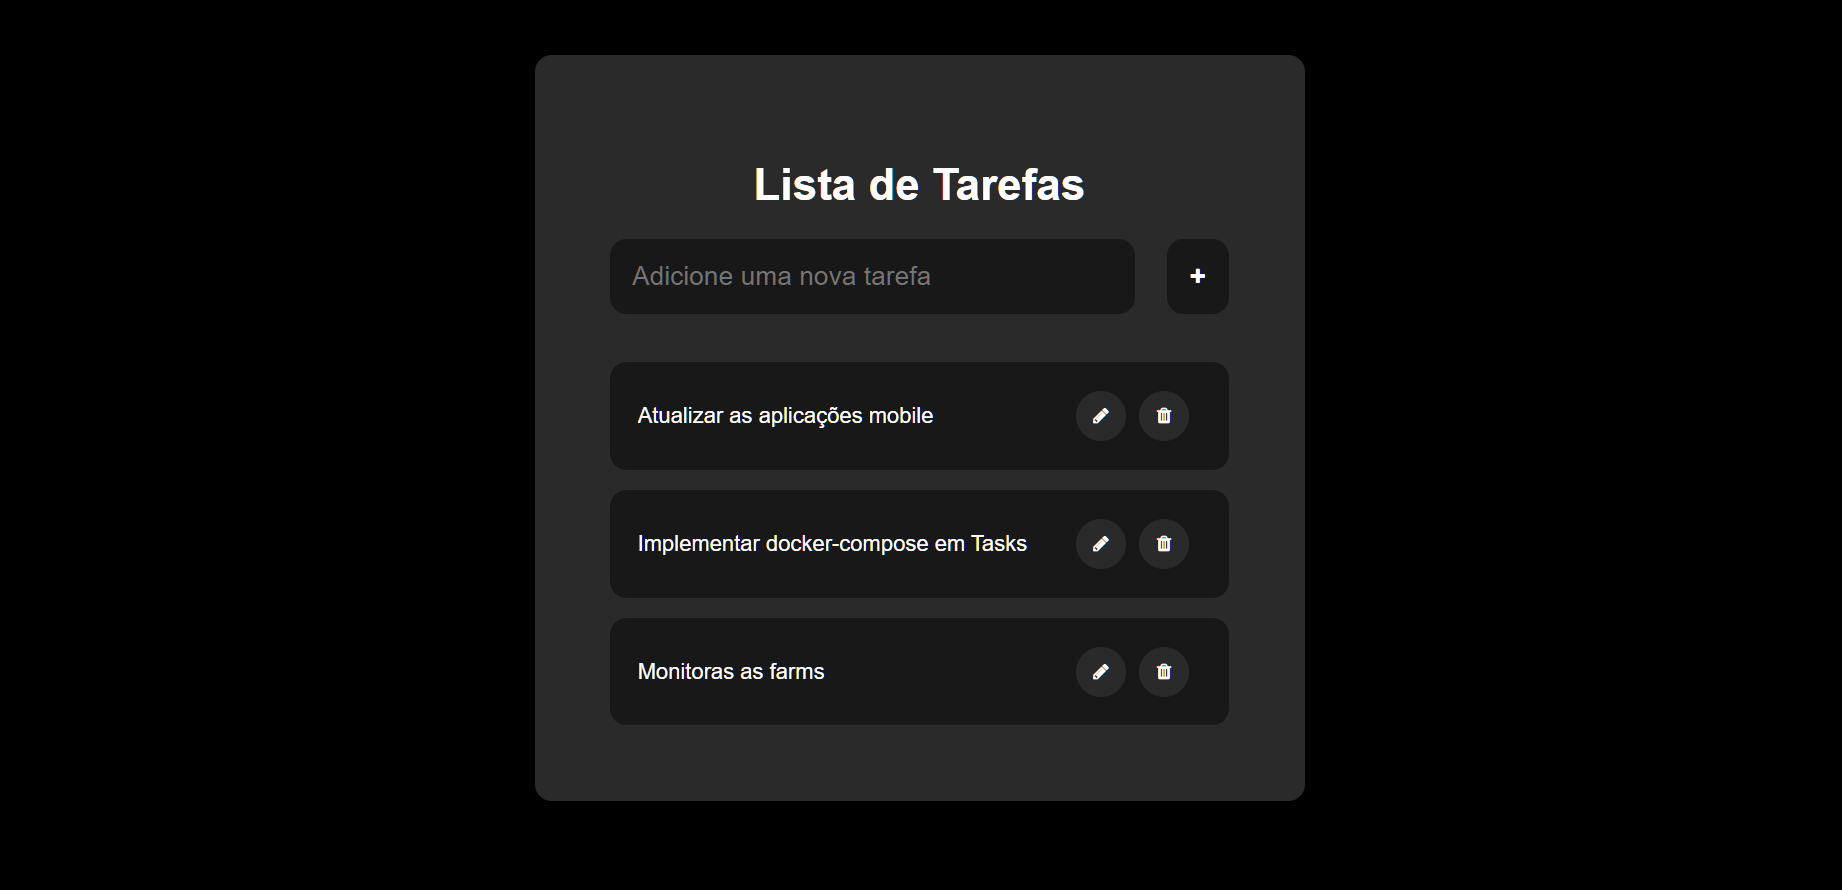 Lista de Tarefas
Adicione uma nova tarefa
Atualizar as aplicações mobile
Implementar docker-compose em Tasks
Monitoras as farms